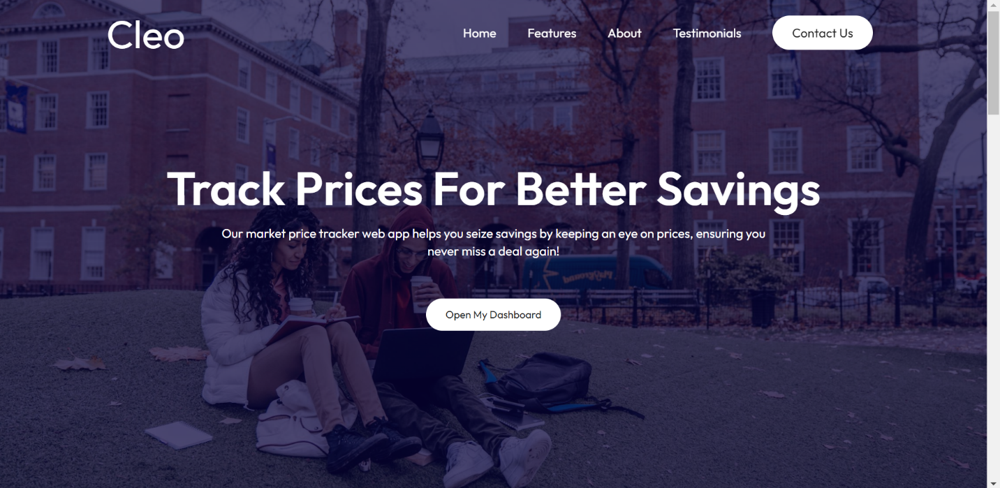 Cleo
Home
Features
About
Testimonials
Contact Us
Track Prices For Better Savings
Our market price tracker web app helps you seize savings by keeping an eye on prices, ensuring you
never miss a deal again!
Open My Dashboard